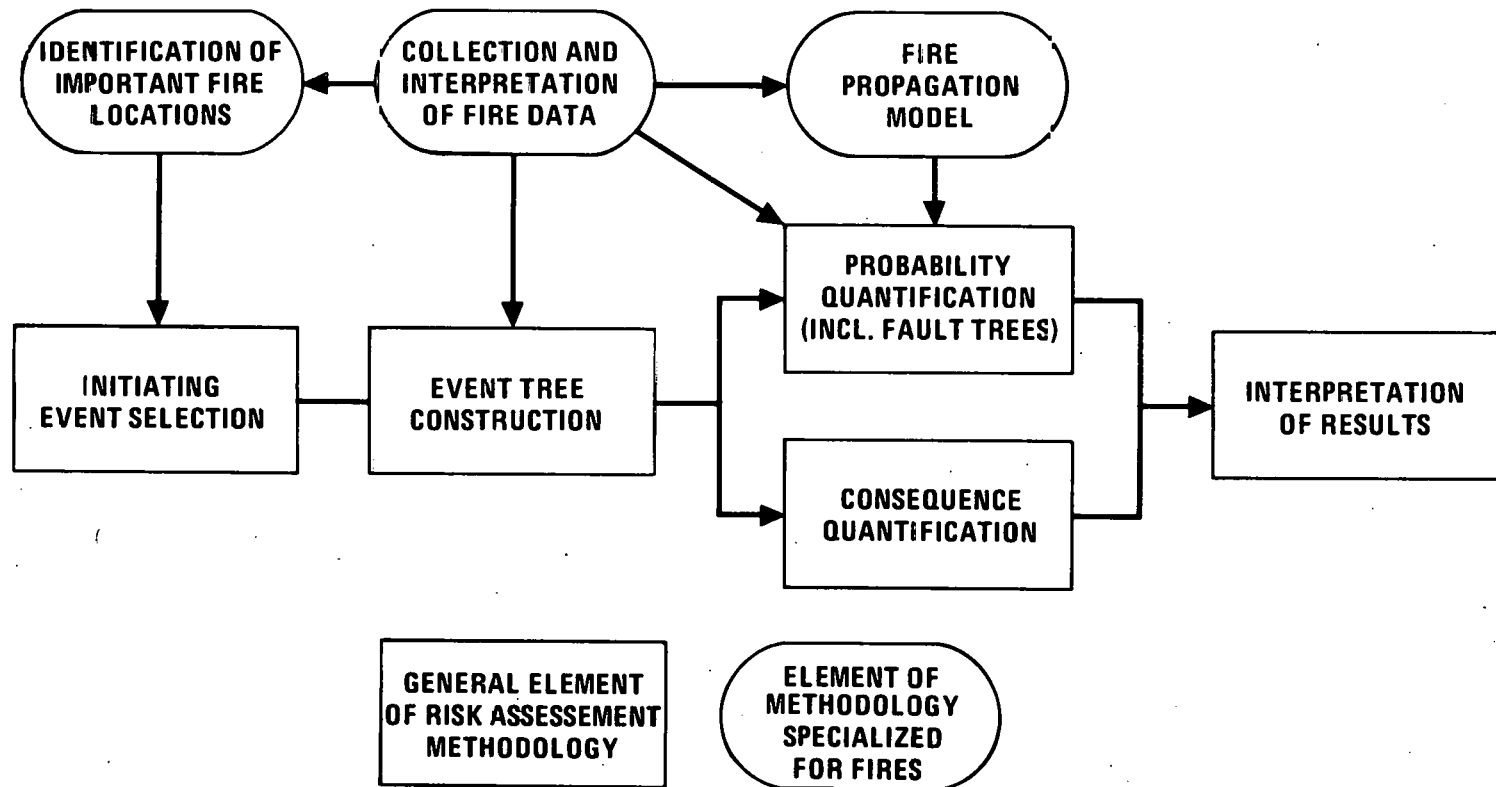 IDENTIFICATION OF
IMPORTANT FIRE
LOCATIONS
COLLECTION AND
INTERPRETATION
OF FIRE DATA
FIRE
PROPAGATION
MODEL
PROBABILITY
QUANTIFICATION
(INCL. FAULT TREES)
INITIATING
EVENT SELECTION
EVENT TREE
CONSTRUCTION
INTERPRETATION
OF RESULTS
CONSEQUENCE
QUANTIFICATION
GENERAL ELEMENT
OF RISK ASSESSEMENT
METHODOLOGY
ELEMENT OF
METHODOLOGY
SPECIALIZED
FOR FIRES